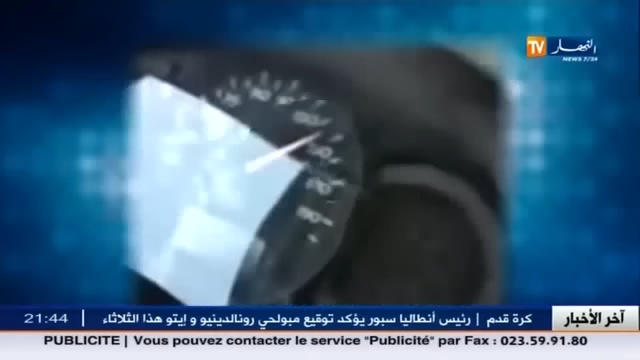 النهار TV
NEWS 7/24
آخر الأخبار
كرة قدم | رئيس أنطاليا سبور يؤكد توقيع مبولحي رونالدينيو و إيتو هذا الثلاثاء
21:44
PUBLICITE | Vous pouvez contacter le service "Publicité" par Fax : 023.59.91.80